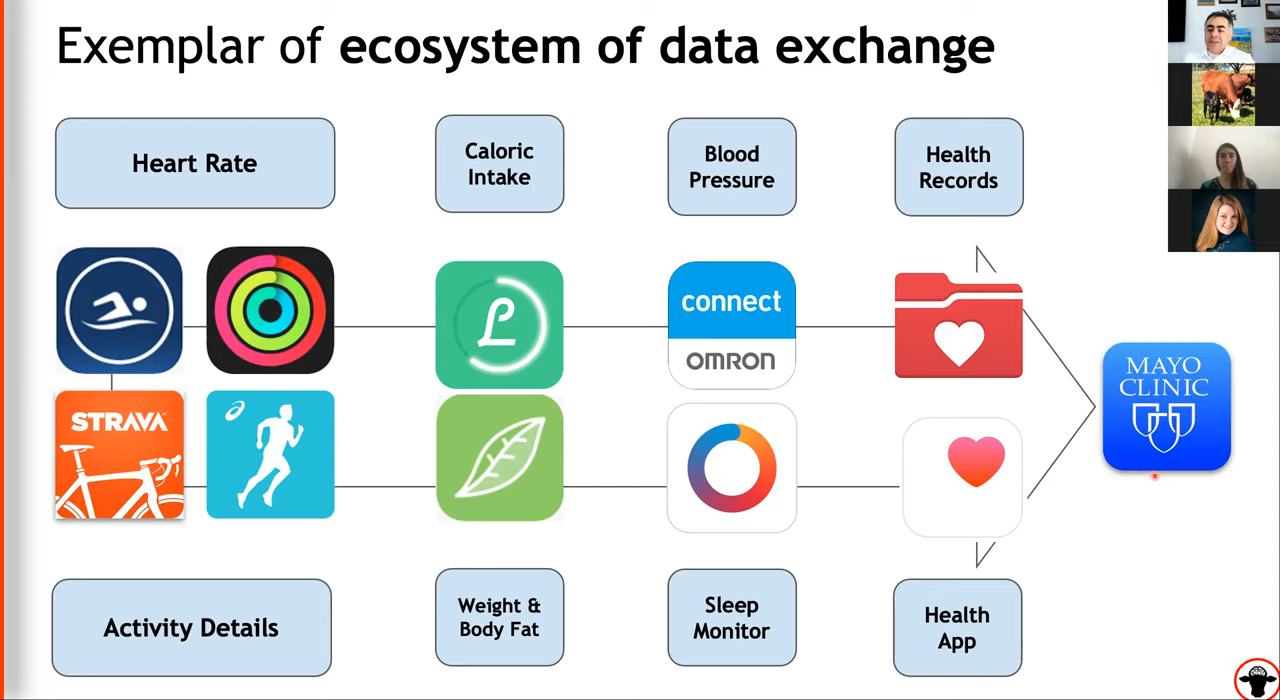 Exemplar of ecosystem of data exchange
Heart Rate
Caloric
Intake
Blood
Pressure
Health
Records
connect
OMRON
MAYO
CLINIC
STRAVA
Activity Details
Weight &
Body Fat
Sleep
Monitor
Health
App